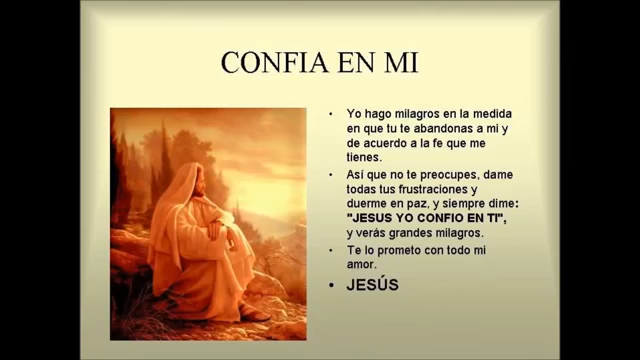 CONFIA EN MI
• Yo hago milagros en la medida
en que tu te abandonas a mi y
de acuerdo a la fe que me
tienes.
• Así que no te preocupes, dame
todas tus frustraciones y
duerme en paz, y siempre dime:
"JESUS YO CONFIO EN TI",
y verás grandes milagros.
• Te lo prometo con todo mi
amor.
• JESÚS